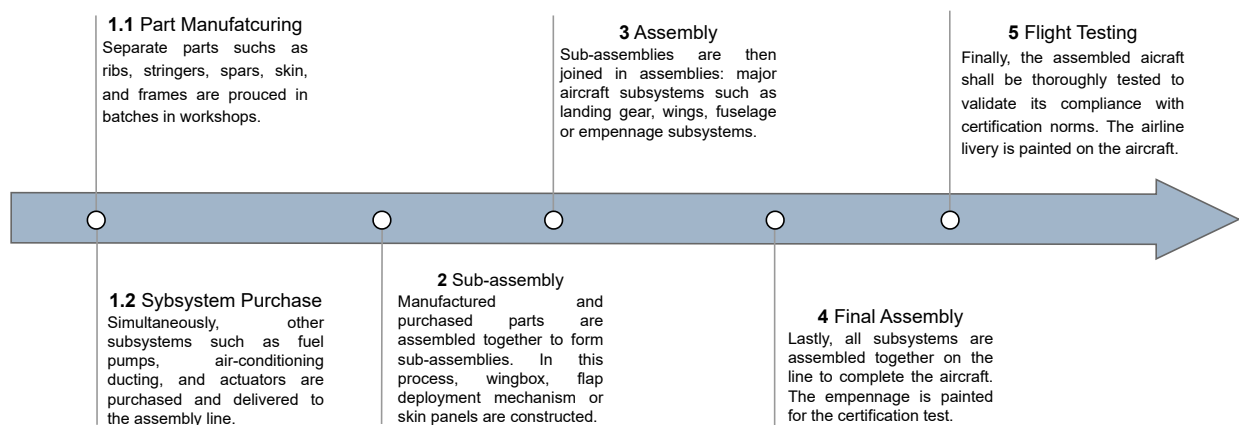 1.1 Part Manufatcuring
Separate parts suchs as
ribs, stringers, spars, skin,
and frames are prouced in
batches in workshops.
3 Assembly
Sub-assemblies are then
joined in assemblies: major
aircraft subsystems such as
landing gear, wings, fuselage
or empennage subsystems.
5 Flight Testing
Finally, the assembled aicraft
shall be thoroughly tested to
validate its compliance with
certification norms. The airline
livery is painted on the aircraft.
1.2 Sybsystem Purchase
Simultaneously, other
subsystems such as fuel
pumps, air-conditioning
ducting, and actuators are
purchased and delivered to
the assembly line.
2 Sub-assembly
Manufactured and
purchased parts are
assembled together to form
sub-assemblies. In this
process, wingbox, flap
deployment mechanism or
skin panels are constructed.
4 Final Assembly
Lastly, all subsystems are
assembled together on the
line to complete the aircraft.
The empennage is painted
for the certification test.